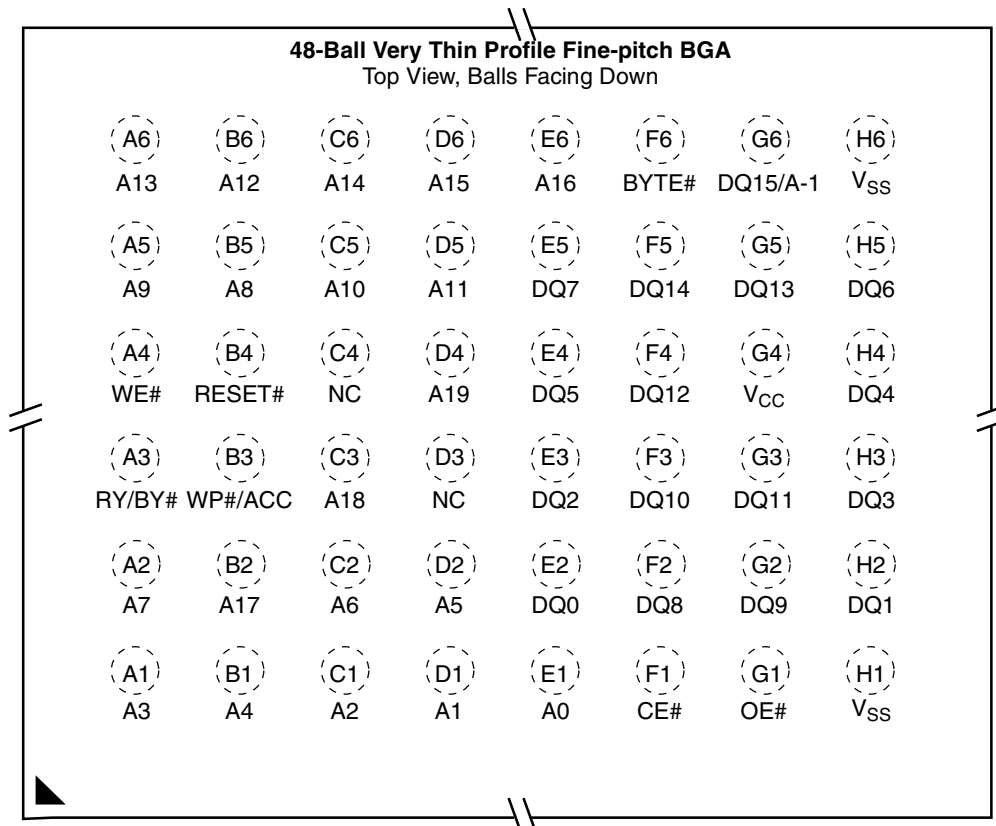 48-Ball Very Thin Profile Fine-pitch BGA
Top View, Balls Facing Down
A6 B6 C6 D6 E6 F6 G6 H6
A13 A12 A14 A15 A16 BYTE# DQ15/A-1 VSS
A5 B5 C5 D5 E5 F5 G5 H5
A9 A8 A10 A11 DQ7 DQ14 DQ13 DQ6
A4 B4 C4 D4 E4 F4 G4 H4
WE# RESET# NC A19 DQ5 DQ12 VCC DQ4
A3 B3 C3 D3 E3 F3 G3 H3
RY/BY# WP#/ACC A18 NC DQ2 DQ10 DQ11 DQ3
A2 B2 C2 D2 E2 F2 G2 H2
A7 A17 A6 A5 DQ0 DQ8 DQ9 DQ1
A1 B1 C1 D1 E1 F1 G1 H1
A3 A4 A2 A1 A0 CE# OE# VSS